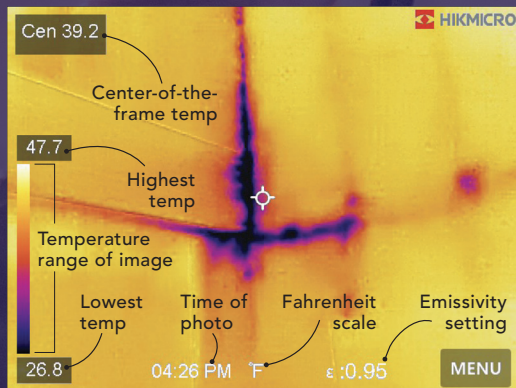 Cen 39.2
HIKMICRO
Center-of-the-
frame temp
47.7
Highest
temp
Temperature
range of image
Lowest
temp
Time of
photo
Fahrenheit
scale
Emissivity
setting
26.8
04:26 PM
°F
ε :0.95
MENU